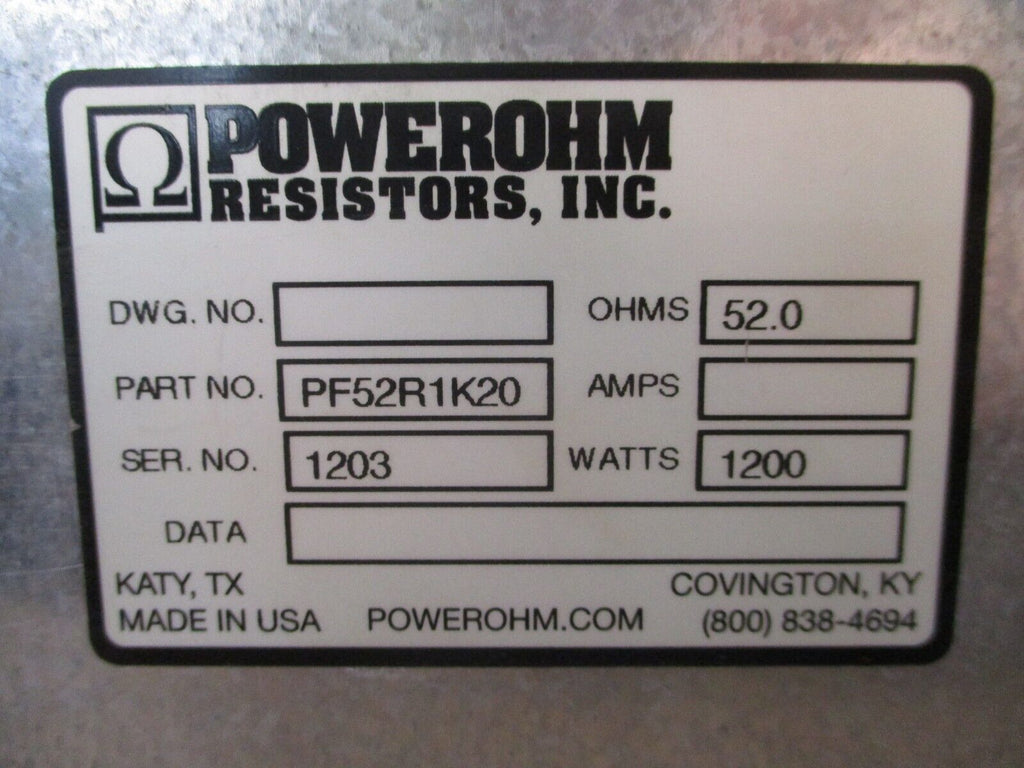 Ω POWEROHM
RESISTORS, INC.
DWG. NO. OHMS 52.0
PART NO. PF52R1K20 AMPS
SER. NO. 1203 WATTS 1200
DATA
KATY, TX COVINGTON, KY
MADE IN USA POWEROHM.COM (800) 838-4694